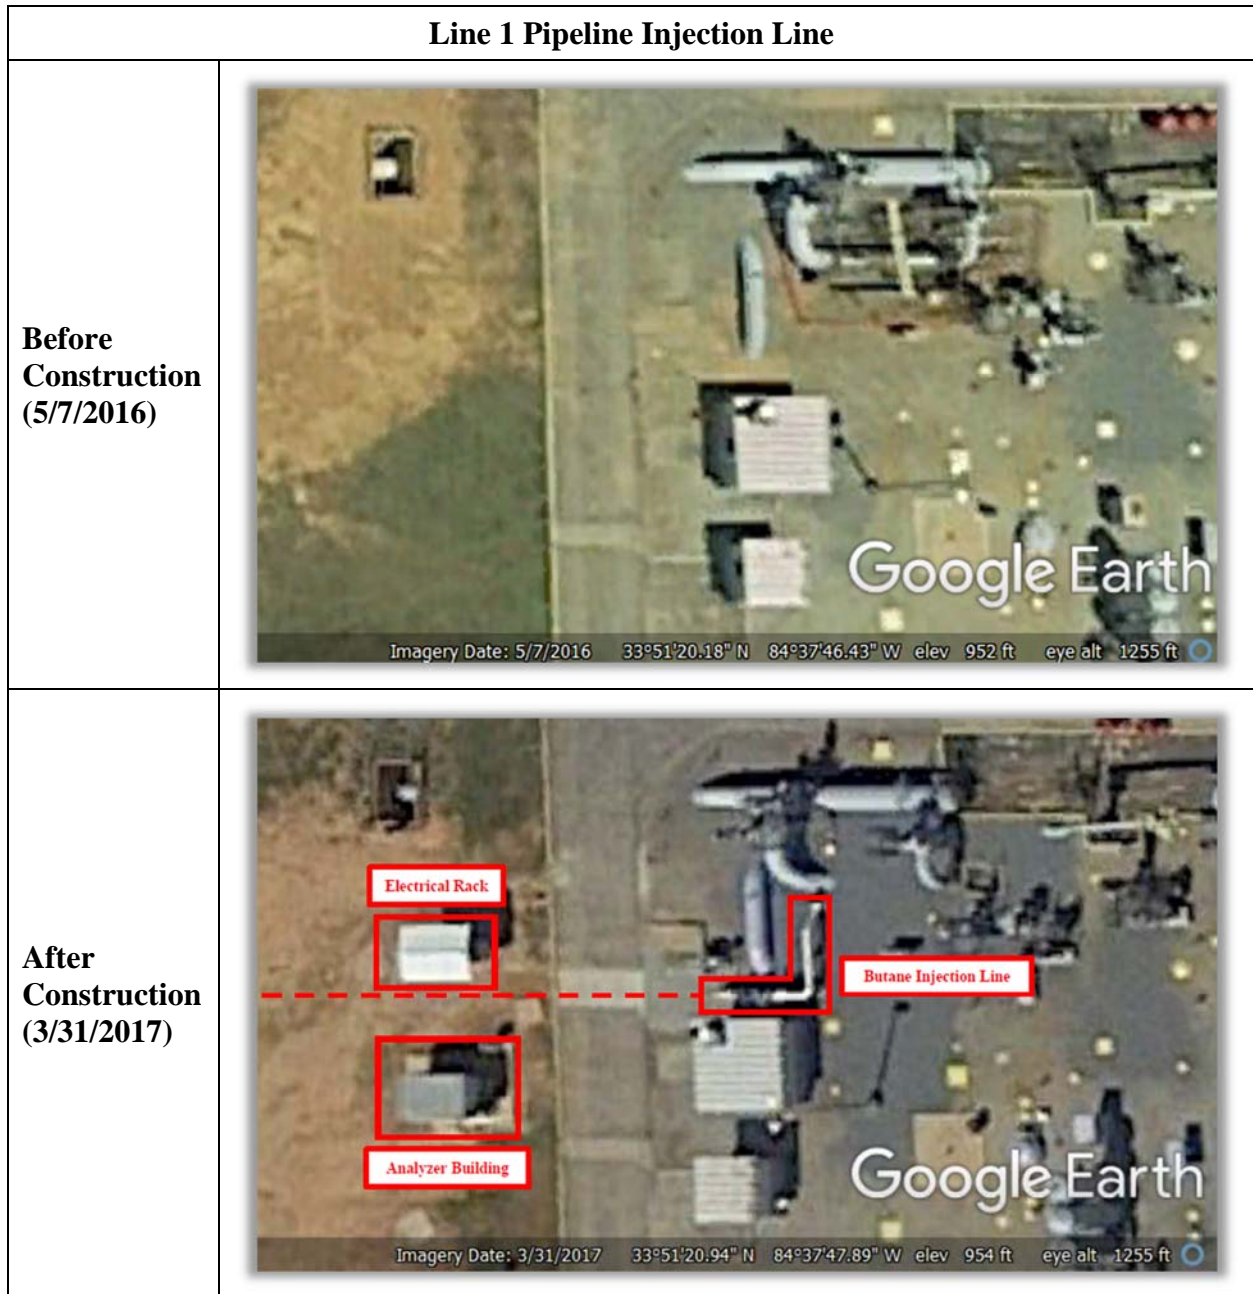 Line 1 Pipeline Injection Line
Before
Construction
(5/7/2016)
Google Earth
Imagery Date: 5/7/2016 33°51'20.18" N 84°37'46.43" W elev 952 ft eye alt 1255 ft
After
Construction
(3/31/2017)
Electrical Rack
Butane Injection Line
Analyzer Building
Google Earth
Imagery Date: 3/31/2017 33°51'20.94" N 84°37'47.89" W elev 954 ft eye alt 1255 ft